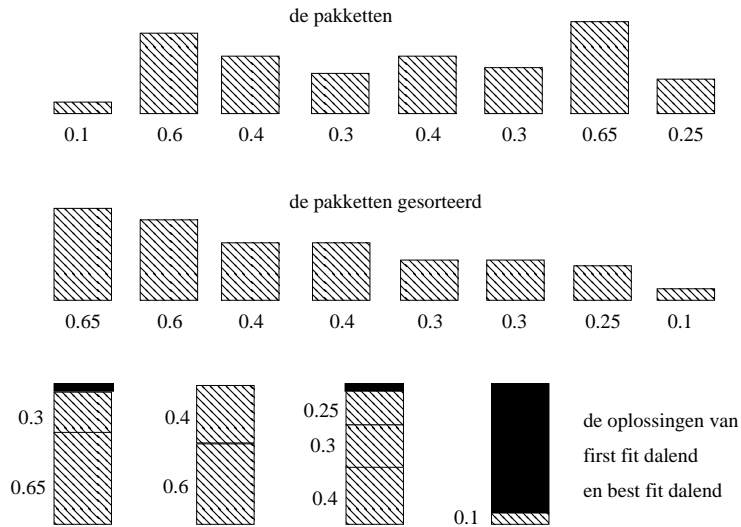 de pakketten
0.1 0.6 0.4 0.3 0.4 0.3 0.65 0.25
de pakketten gesorteerd
0.65 0.6 0.4 0.4 0.3 0.3 0.25 0.1
0.3
0.65
0.4
0.6
0.25
0.3
0.4
0.1
de oplossingen van
first fit dalend
en best fit dalend